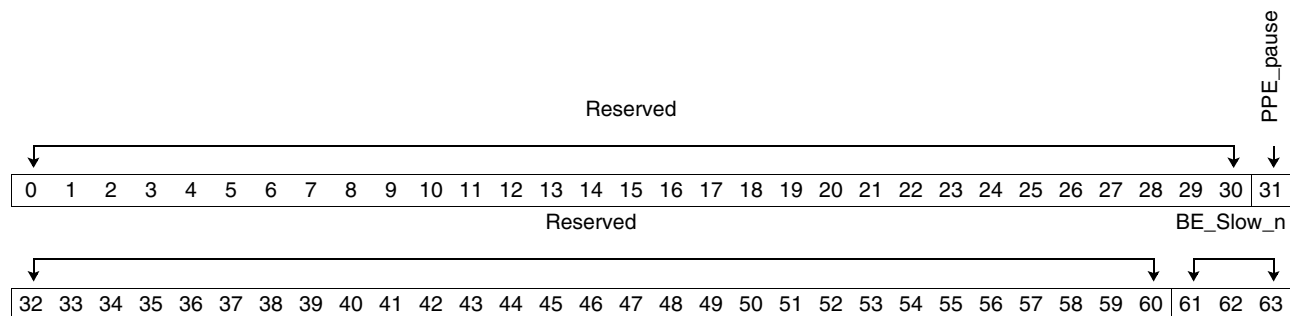 PPE_pause
Reserved
0 1 2 3 4 5 6 7 8 9 10 11 12 13 14 15 16 17 18 19 20 21 22 23 24 25 26 27 28 29 30 31
Reserved BE_Slow_n
32 33 34 35 36 37 38 39 40 41 42 43 44 45 46 47 48 49 50 51 52 53 54 55 56 57 58 59 60 61 62 63